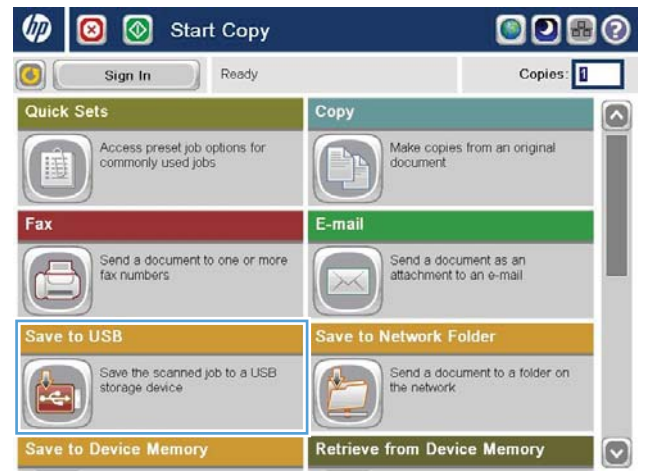 hp Start Copy
Sign In Ready Copies: 1
Quick Sets
Access preset job options for
commonly used jobs
Copy
Make copies from an original
document
Fax
Send a document to one or more
fax numbers
E-mail
Send a document as an
attachment to an e-mail
Save to USB
Save the scanned job to a USB
storage device
Save to Network Folder
Send a document to a folder on
the network
Save to Device Memory
Retrieve from Device Memory